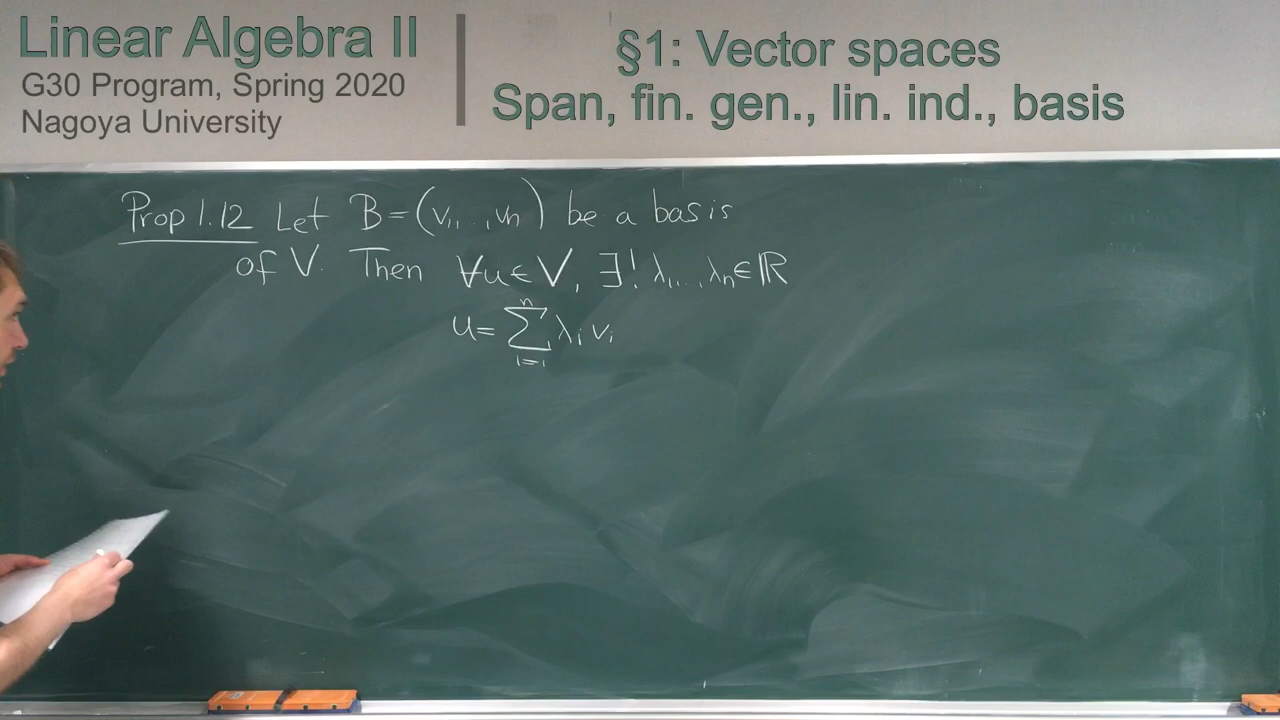 Linear Algebra II
G30 Program, Spring 2020
Nagoya University
§1: Vector spaces
Span, fin. gen., lin. ind., basis
Prop 1.12 Let B=(v₁,...,vₙ) be a basis
of V. Then ∀u∈V, ∃! λ₁,...,λₙ∈ℝ
u=∑ⁿᵢ₌₁ λᵢ vᵢ